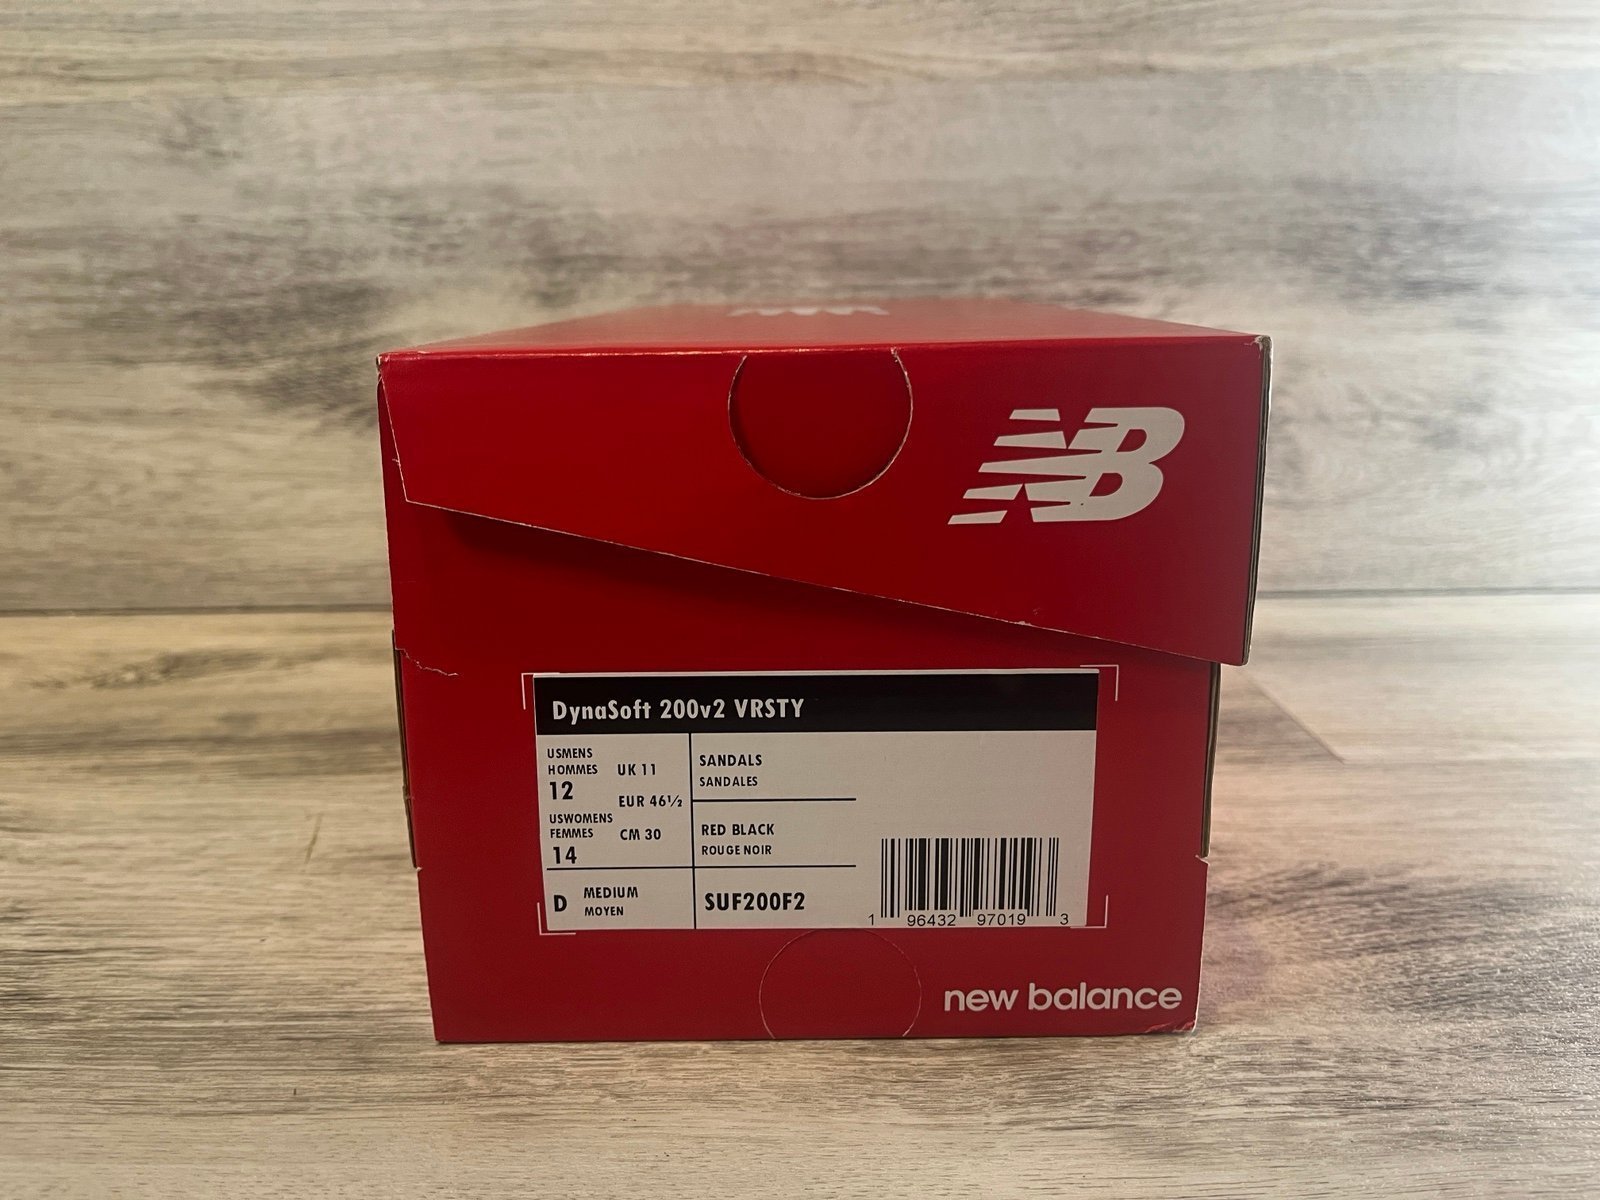 NB
DynaSoft 200v2 VRSTY
USMENS
HOMMES
12
UK 11
EUR 46½
USWOMENS
FEMMES
14
CM 30
SANDALS
SANDALES
RED BLACK
ROUGE NOIR
D MEDIUM
MOYEN
SUF200F2
1 96432 97019 3
new balance